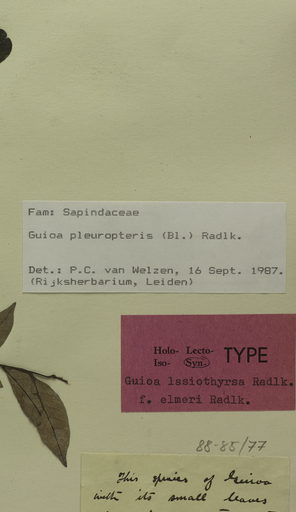 Fam: Sapindaceae
Guioa pleuropteris (Bl.) Radlk.
Det.: P.C. van Welzen, 16 Sept. 1987.
(Rijksherbarium, Leiden)
Holo- Lecto- TYPE
Iso- Syn-
Guioa lasiothyrsa Radlk.
f. elmeri Radlk.
88-85/77
This species of Guioa
with its small leaves